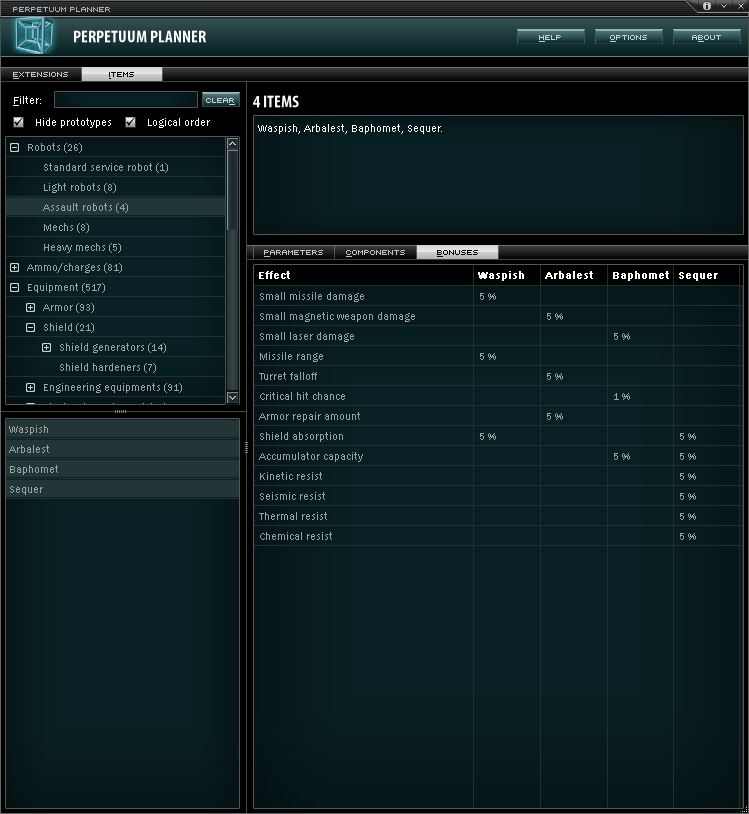 PERPETUUM PLANNER
PERPETUUM PLANNER
HELP
OPTIONS
ABOUT
EXTENSIONS
ITEMS
Filter:
CLEAR
Hide prototypes
Logical order
Robots (26)
Standard service robot (1)
Light robots (8)
Assault robots (4)
Mechs (8)
Heavy mechs (5)
Ammo/charges (81)
Equipment (517)
Armor (93)
Shield (21)
Shield generators (14)
Shield hardeners (7)
Engineering equipments (91)
Waspish
Arbalest
Baphomet
Sequer
4 ITEMS
Waspish, Arbalest, Baphomet, Sequer.
PARAMETERS
COMPONENTS
BONUSES
Effect Waspish Arbalest Baphomet Sequer
Small missile damage 5 %
Small magnetic weapon damage 5 %
Small laser damage 5 %
Missile range 5 %
Turret falloff 5 %
Critical hit chance 1 %
Armor repair amount 5 %
Shield absorption 5 % 5 %
Accumulator capacity 5 % 5 %
Kinetic resist 5 %
Seismic resist 5 %
Thermal resist 5 %
Chemical resist 5 %